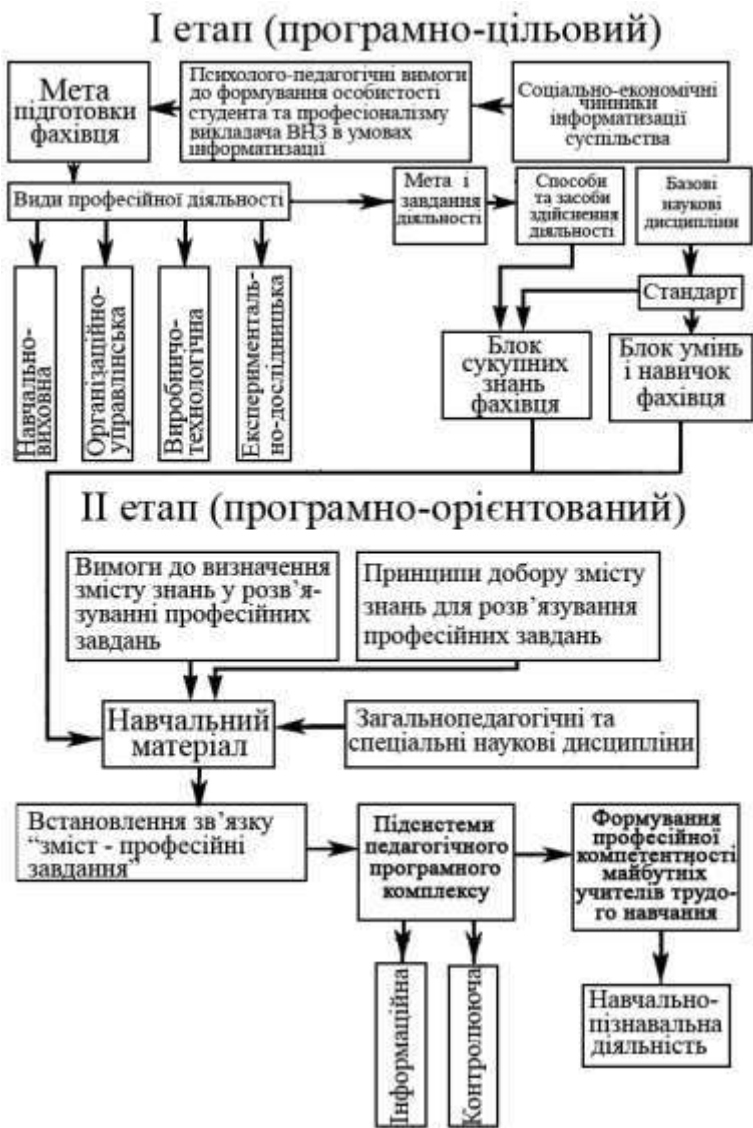 І етап (програмно-цільовий)
Мета
підготовки
фахівця
Психолого-педагогічні вимоги
до формування особистості
студента та професіоналізму
викладача ВНЗ в умовах
інформатизації
Соціально-економічні
чинники
інформатизації
суспільства
Види професійної діяльності
Мета і
завдання
діяльності
Способи
та засоби
здійснення
діяльності
Базові
наукові
дисципліни
Навчально-
виховна
Організаційно-
управлінська
Виробничо-
технологічна
Експерименталь-
но-дослідницька
Стандарт
Блок
сукупних
знань
фахівця
Блок умінь
і навичок
фахівця
ІІ етап (програмно-орієнтований)
Вимоги до визначення
змісту знань у розв’я-
зуванні професійних
завдань
Принципи добору змісту
знань для розв’язування
професійних завдань
Навчальний
матеріал
Загальнопедагогічні та
спеціальні наукові дисципліни
Встановлення зв’язку
“зміст - професійні
завдання”
Підсистеми
педагогічного
програмного
комплексу
Формування
професійної
компетентності
майбутніх
учителів трудо-
го навчання
Інформаційна
Контролююча
Навчально-
пізнавальна
діяльність